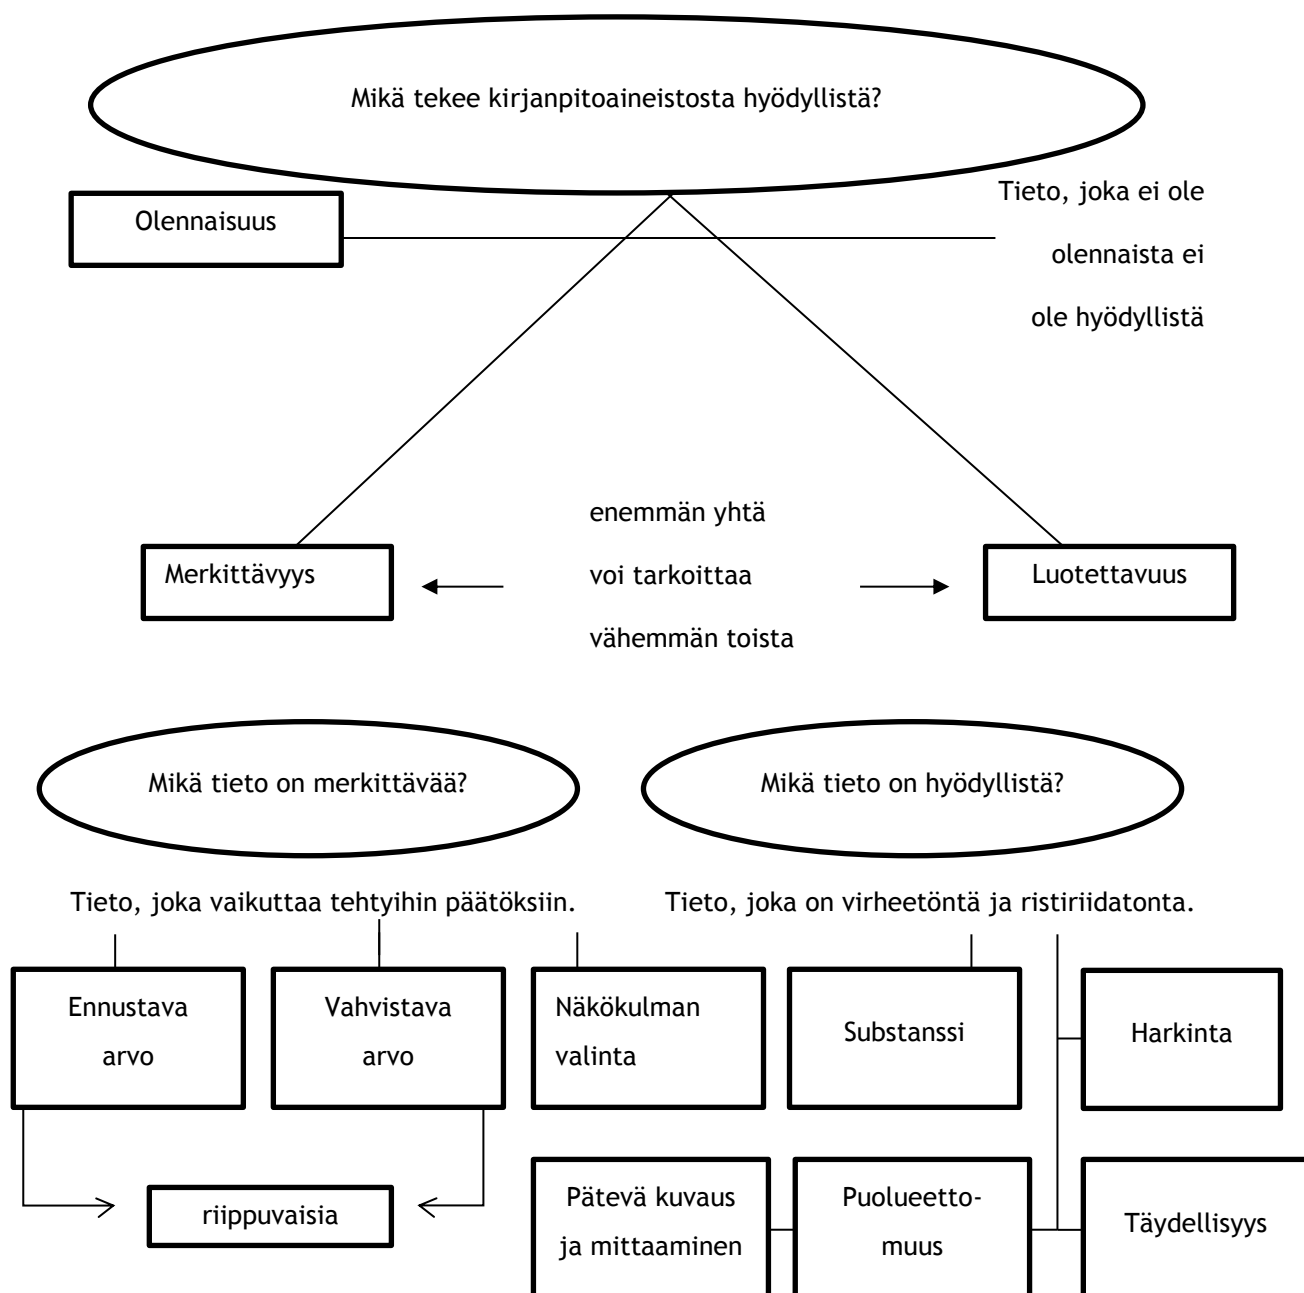 Mikä tekee kirjanpitoaineistosta hyödyllistä?
Olennaisuus
Tieto, joka ei ole
olennaista ei
ole hyödyllistä
Merkittävyys
enemmän yhtä
voi tarkoittaa
vähemmän toista
Luotettavuus
Mikä tieto on merkittävää?
Mikä tieto on hyödyllistä?
Tieto, joka vaikuttaa tehtyihin päätöksiin.
Tieto, joka on virheetöntä ja ristiriidatonta.
Ennustava
arvo
Vahvistava
arvo
Näkökulman
valinta
Substanssi
Harkinta
riippuvaisia
Pätevä kuvaus
ja mittaaminen
Puolueetto-
muus
Täydellisyys